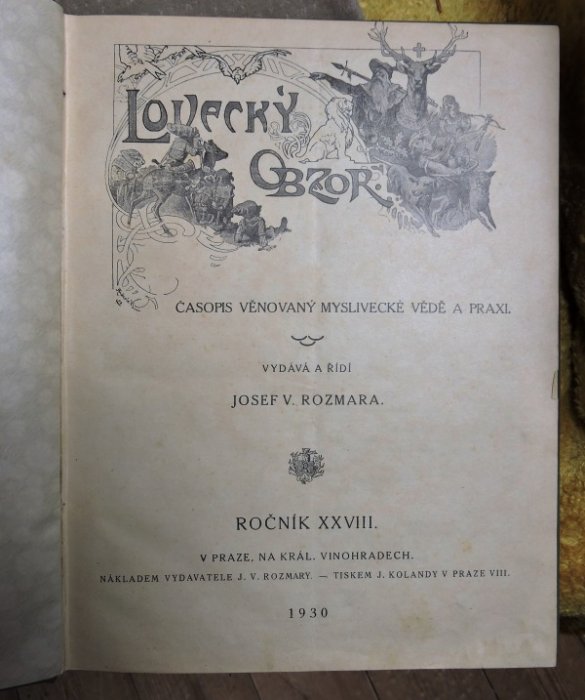 LOVECKÝ
OBZOR.
ČASOPIS VĚNOVANÝ MYSLIVECKÉ VĚDĚ A PRAXI.
VYDÁVÁ A ŘÍDÍ
JOSEF V. ROZMARA.
ROČNÍK XXVIII.
V PRAZE, NA KRÁL. VINOHRADECH.
NÁKLADEM VYDAVATELE J. V. ROZMARY. — TISKEM J. KOLANDY V PRAZE VIII.
1930